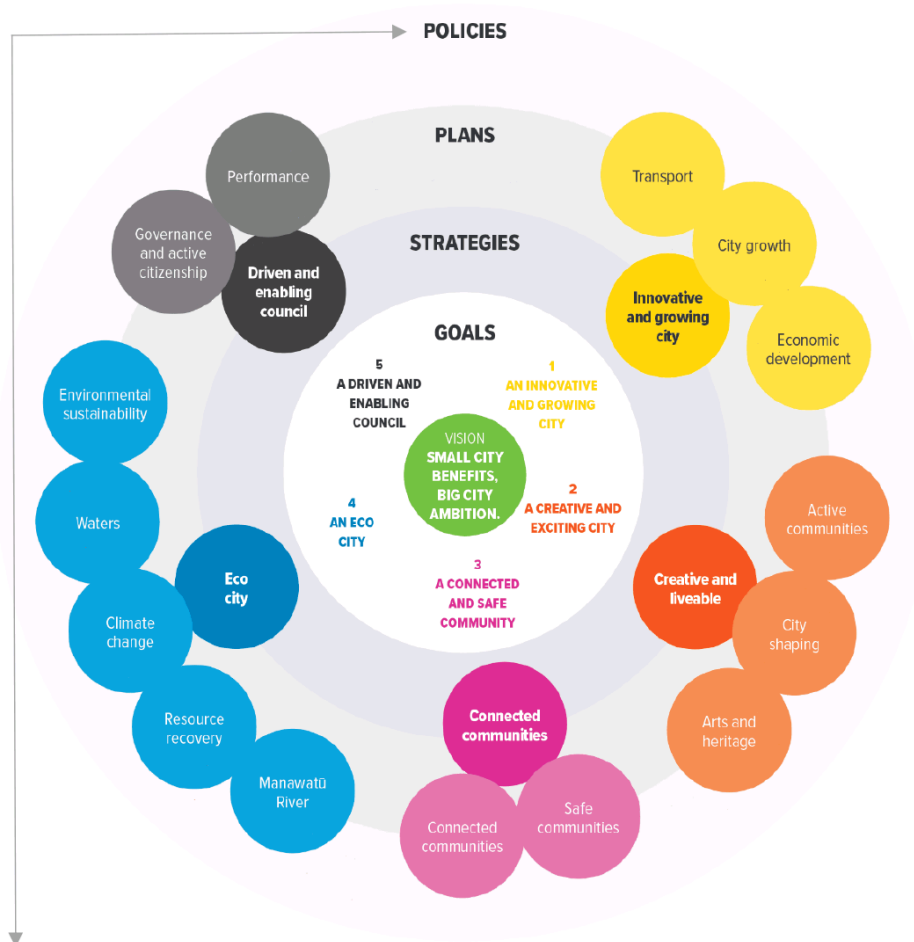 POLICIES
PLANS
STRATEGIES
GOALS
Performance
Governance
and active
citizenship
Driven and
enabling
council
Transport
City growth
Economic
development
Innovative
and growing
city
5
A DRIVEN AND
ENABLING
COUNCIL
1
AN INNOVATIVE
AND GROWING
CITY
VISION
SMALL CITY
BENEFITS,
BIG CITY
AMBITION.
4
AN ECO
CITY
2
A CREATIVE AND
EXCITING CITY
3
A CONNECTED
AND SAFE
COMMUNITY
Environmental
sustainability
Waters
Eco
city
Climate
change
Resource
recovery
Manawatū
River
Active
communities
Creative and
liveable
City
shaping
Arts and
heritage
Connected
communities
Connected
communities
Safe
communities